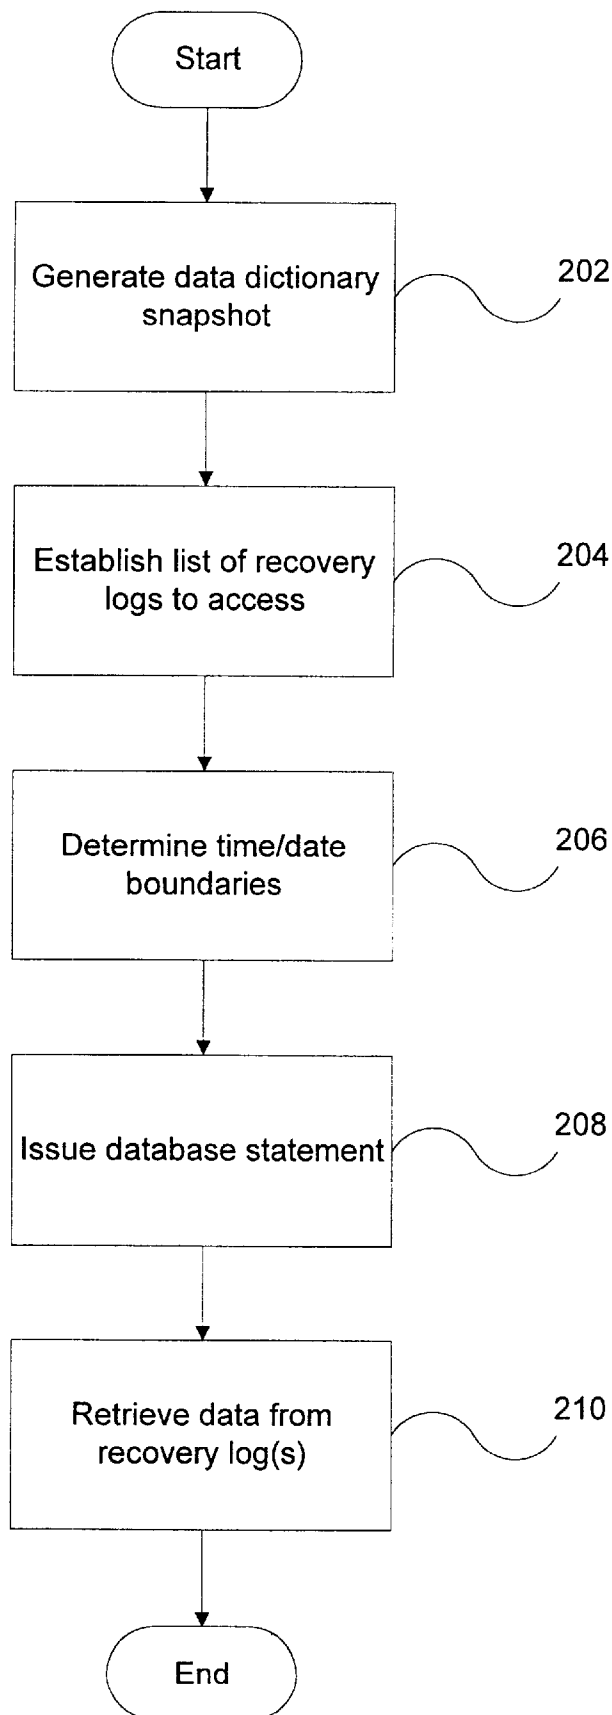 Start
Generate data dictionary
snapshot
202
Establish list of recovery
logs to access
204
Determine time/date
boundaries
206
Issue database statement
208
Retrieve data from
recovery log(s)
210
End